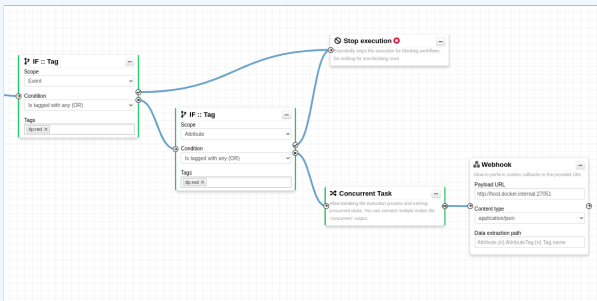 IF :: Tag
Scope
Event
Condition
Is tagged with any (OR)
Tags
tlp:red ×
IF :: Tag
Scope
Attribute
Condition
Is tagged with any (OR)
Tags
tlp:red ×
Stop execution
Essentially stops the execution for blocking workflows.
Do nothing for non-blocking ones
Concurrent Task
Allow breaking the execution process and running
concurrent tasks. You can connect multiple nodes the
`concurrent` output.
Webhook
Allow to perform custom callbacks to the provided URL.
Payload URL
http://host.docker.internal:27051
Content type
application/json
Data extraction path
Attribute.{n}.AttributeTag.{n}.Tag.name